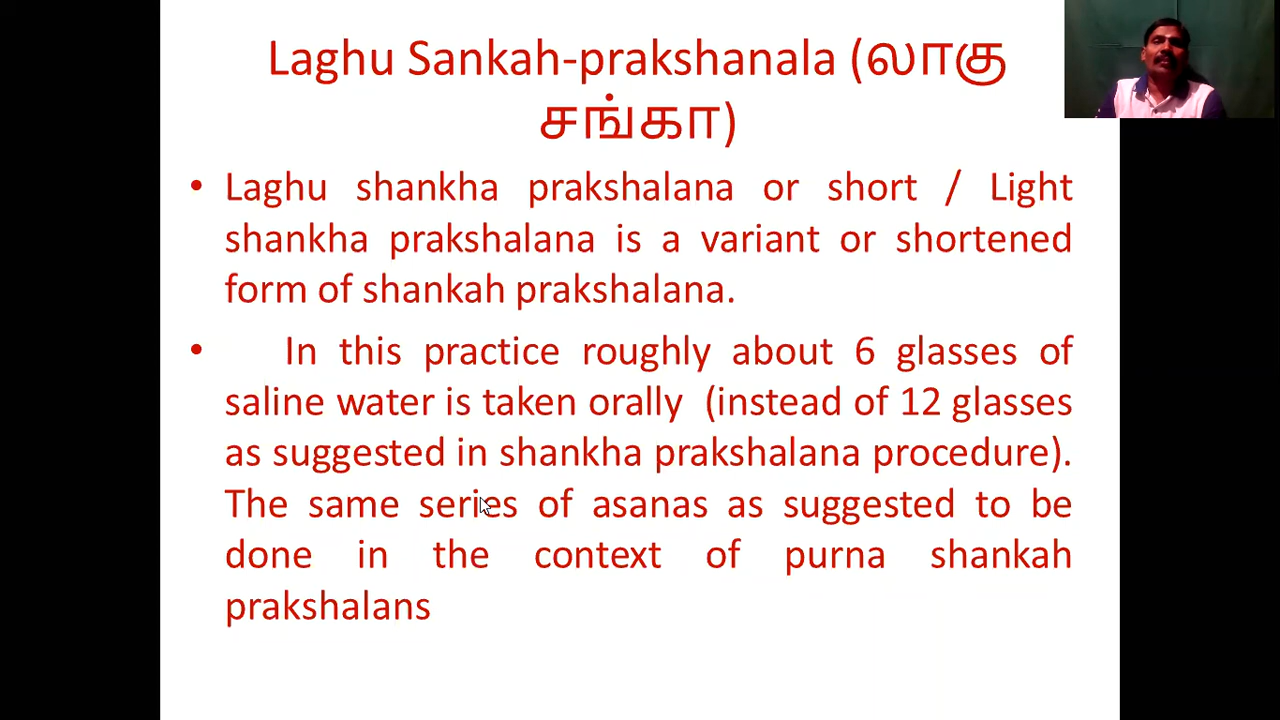 Laghu Sankah-prakshanala (லாகு
சங்கா)
• Laghu shankha prakshalana or short / Light
shankha prakshalana is a variant or shortened
form of shankah prakshalana.
• In this practice roughly about 6 glasses of
saline water is taken orally (instead of 12 glasses
as suggested in shankha prakshalana procedure).
The same series of asanas as suggested to be
done in the context of purna shankah
prakshalans